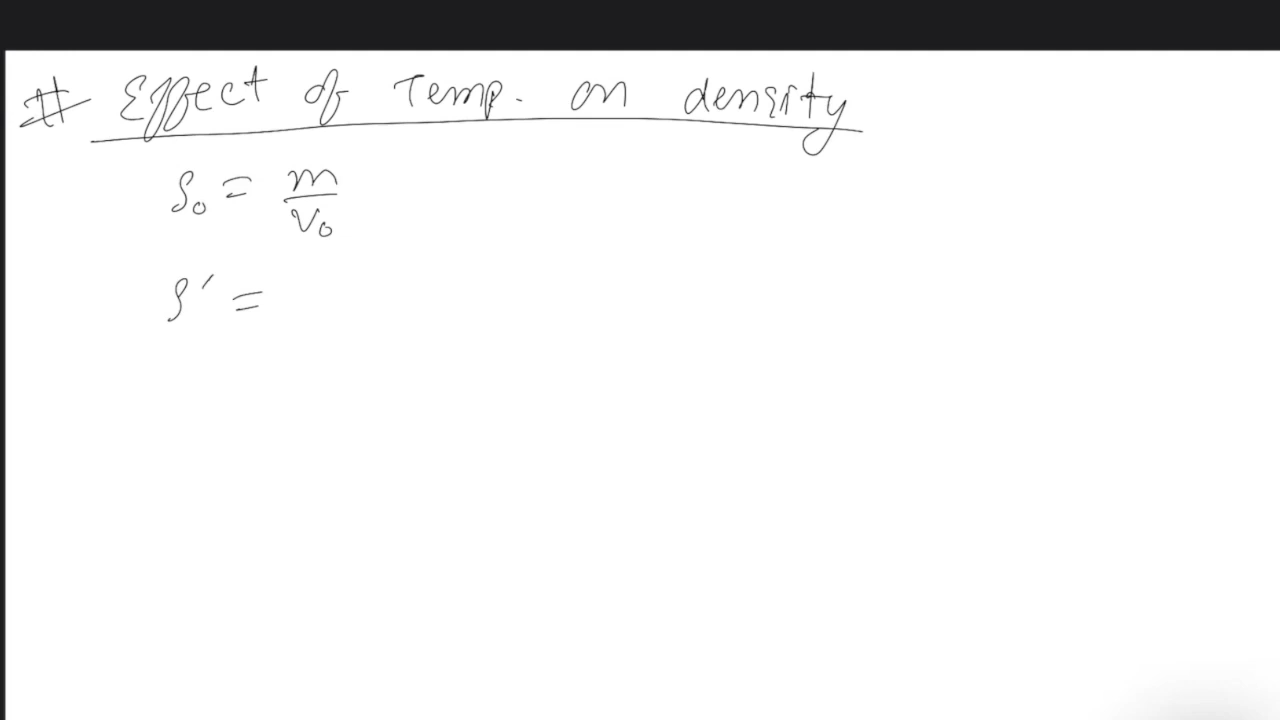 # Effect of Temp. on density
ρ₀ = m/V₀
ρ' =